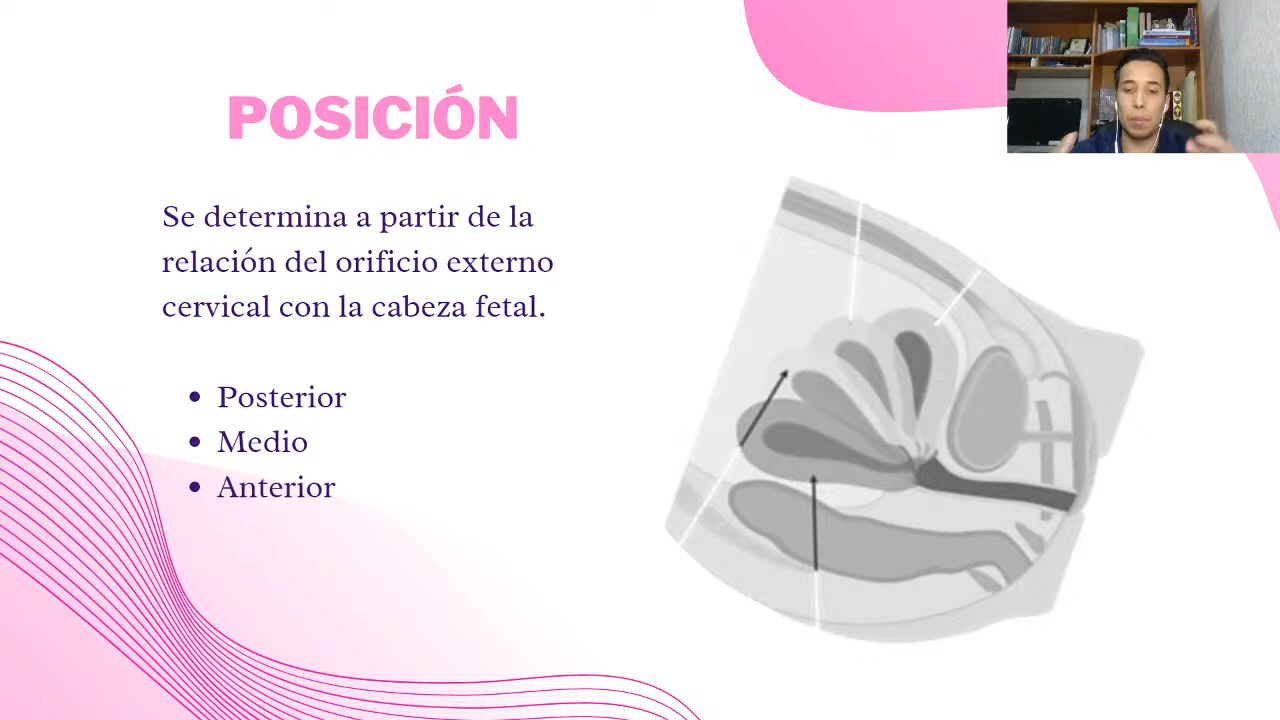 POSICIÓN
Se determina a partir de la
relación del orificio externo
cervical con la cabeza fetal.
• Posterior
• Medio
• Anterior